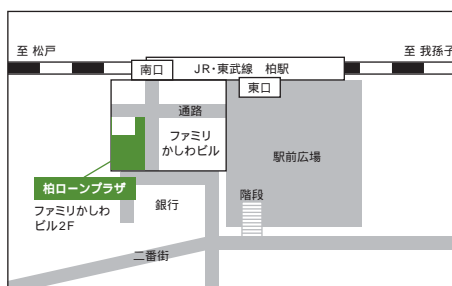 至 松戸
JR・東武線 柏駅
至 我孫子
南口
東口
通路
ファミリ
かしわビル
駅前広場
柏ローンプラザ
ファミリかしわ
ビル2F
銀行
階段
二番街